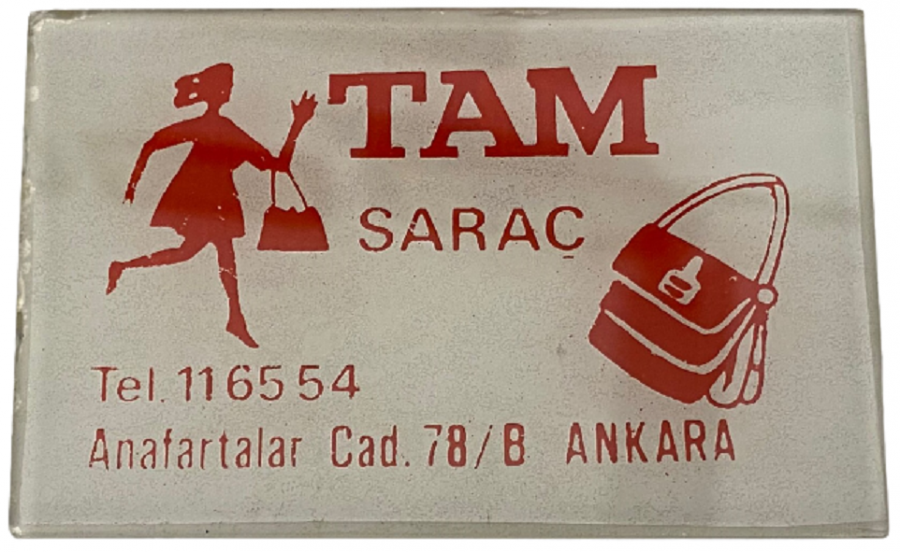 TAM
SARAÇ
Tel. 116554
Anafartalar Cad. 78/B ANKARA